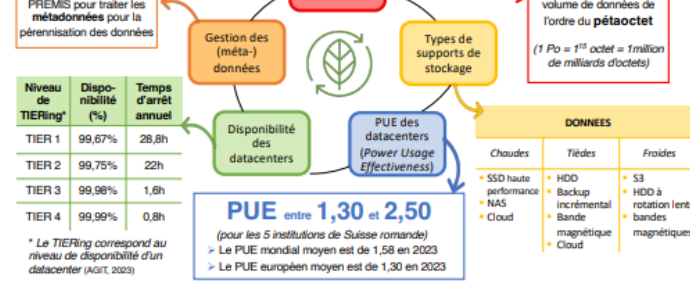 PREMIS pour traiter les
métadonnées pour la
pérennisation des données
volume de données de
l'ordre du pétaoctet
(1 Po = 1¹⁵ octet = 1million
de milliards d'octets)
Gestion des
(méta-)
données
Types de
supports de
stockage
Disponibilité
des
datacenters
PUE des
datacenters
(Power Usage
Effectiveness)
Niveau de TIERing* Dispo-nibilité (%) Temps d'arrêt annuel
TIER 1 99,67% 28,8h
TIER 2 99,75% 22h
TIER 3 99,98% 1,6h
TIER 4 99,99% 0,8h
* Le TIERing correspond au
niveau de disponibilité d'un
datacenter (AGIT, 2023)
PUE entre 1,30 et 2,50
(pour les 5 institutions de Suisse romande)
➢ Le PUE mondial moyen est de 1,58 en 2023
➢ Le PUE européen moyen est de 1,30 en 2023
DONNEES
Chaudes Tièdes Froides
• SSD haute
performance
• NAS
• Cloud
• HDD
• Backup
incrémental
• Bande
magnétique
• Cloud
• S3
• HDD à
rotation lente
• bandes
magnétiques